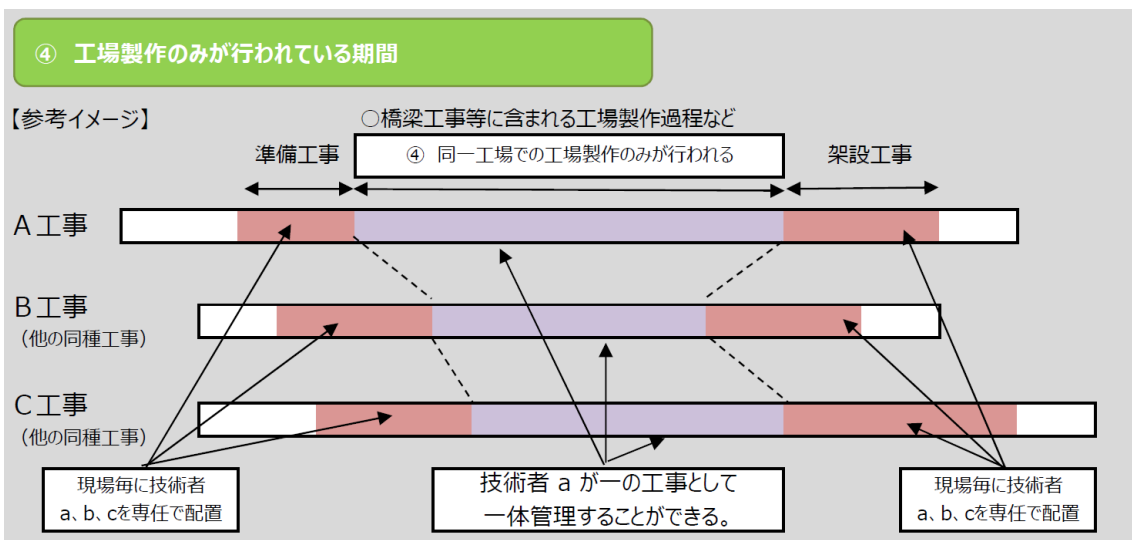 ④ 工場製作のみが行われている期間
【参考イメージ】
○橋梁工事等に含まれる工場製作過程など
準備工事
④ 同一工場での工場製作のみが行われる
架設工事
A工事
B工事
（他の同種工事）
C工事
（他の同種工事）
現場毎に技術者
a、b、cを専任で配置
技術者 a が一の工事として
一体管理することができる。
現場毎に技術者
a、b、cを専任で配置